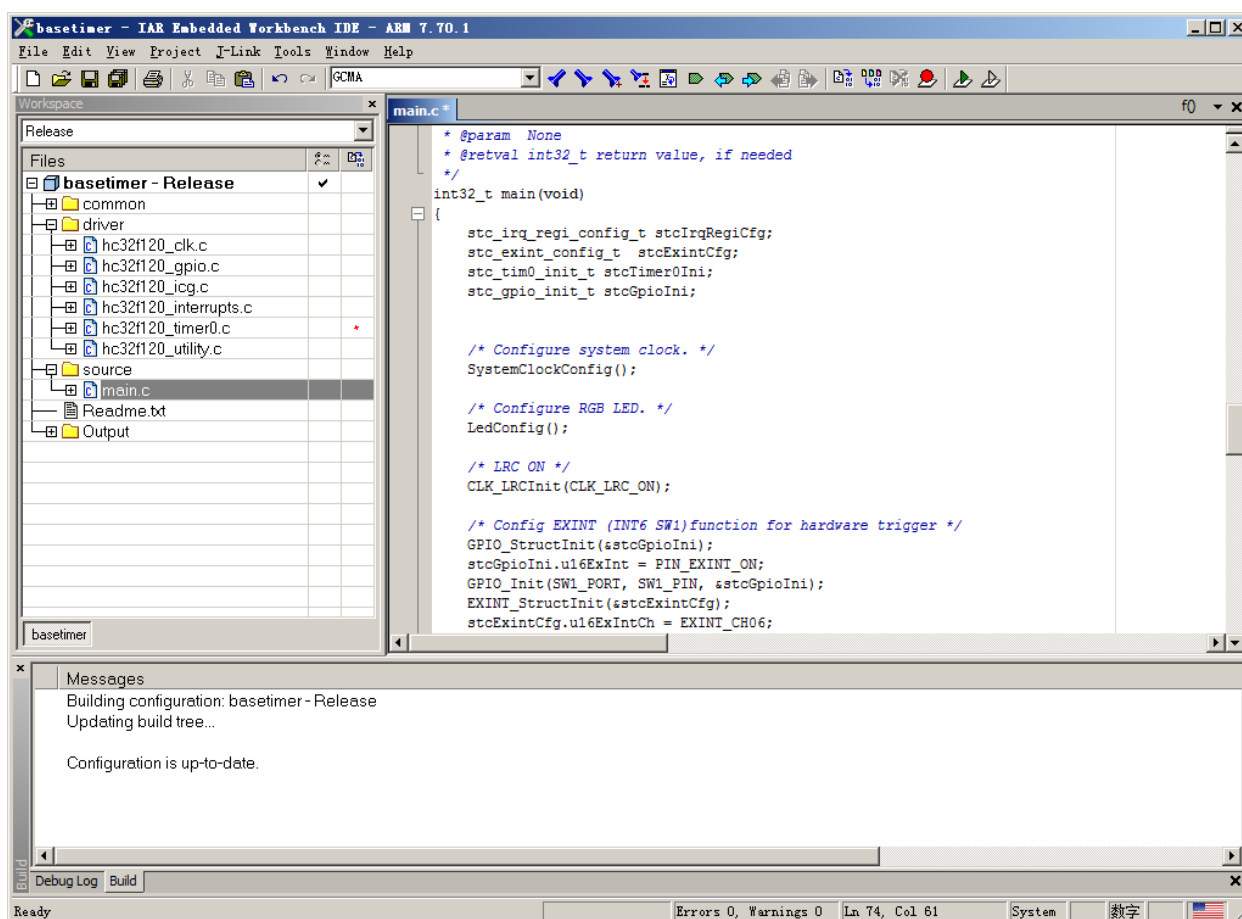 basetimer - IAR Embedded Workbench IDE - ARM 7.70.1
File Edit View Project J-Link Tools Window Help
GCMA
Workspace
Release
Files
basetimer - Release
common
driver
hc32f120_clk.c
hc32f120_gpio.c
hc32f120_icg.c
hc32f120_interrupts.c
hc32f120_timer0.c
hc32f120_utility.c
source
main.c
Readme.txt
Output
basetimer
main.c *
f()
* @param  None
* @retval int32_t return value, if needed
*/
int32_t main(void)
{
stc_irq_regi_config_t stcIrqRegiCfg;
stc_exint_config_t  stcExintCfg;
stc_tim0_init_t stcTimer0Ini;
stc_gpio_init_t stcGpioIni;
/* Configure system clock. */
SystemClockConfig();
/* Configure RGB LED. */
LedConfig();
/* LRC ON */
CLK_LRCInit(CLK_LRC_ON);
/* Config EXINT (INT6 SW1)function for hardware trigger */
GPIO_StructInit(&stcGpioIni);
stcGpioIni.u16ExInt = PIN_EXINT_ON;
GPIO_Init(SW1_PORT, SW1_PIN, &stcGpioIni);
EXINT_StructInit(&stcExintCfg);
stcExintCfg.u16ExIntCh = EXINT_CH06;
Messages
Building configuration: basetimer - Release
Updating build tree...
Configuration is up-to-date.
Build
Debug Log Build
Ready
Errors 0, Warnings 0
Ln 74, Col 61
System
数字